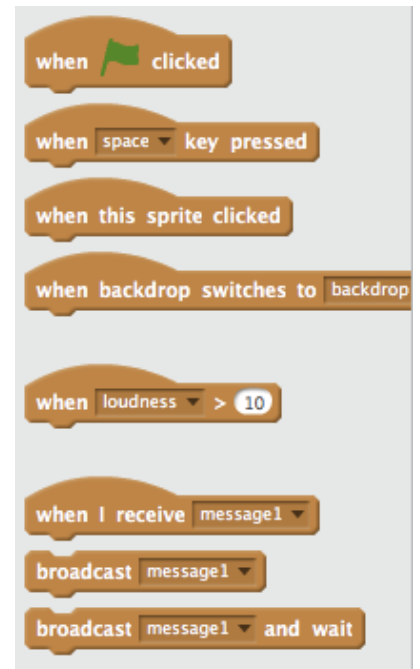 when clicked
when space key pressed
when this sprite clicked
when backdrop switches to backdrop
when loudness > 10
when I receive message1
broadcast message1
broadcast message1 and wait